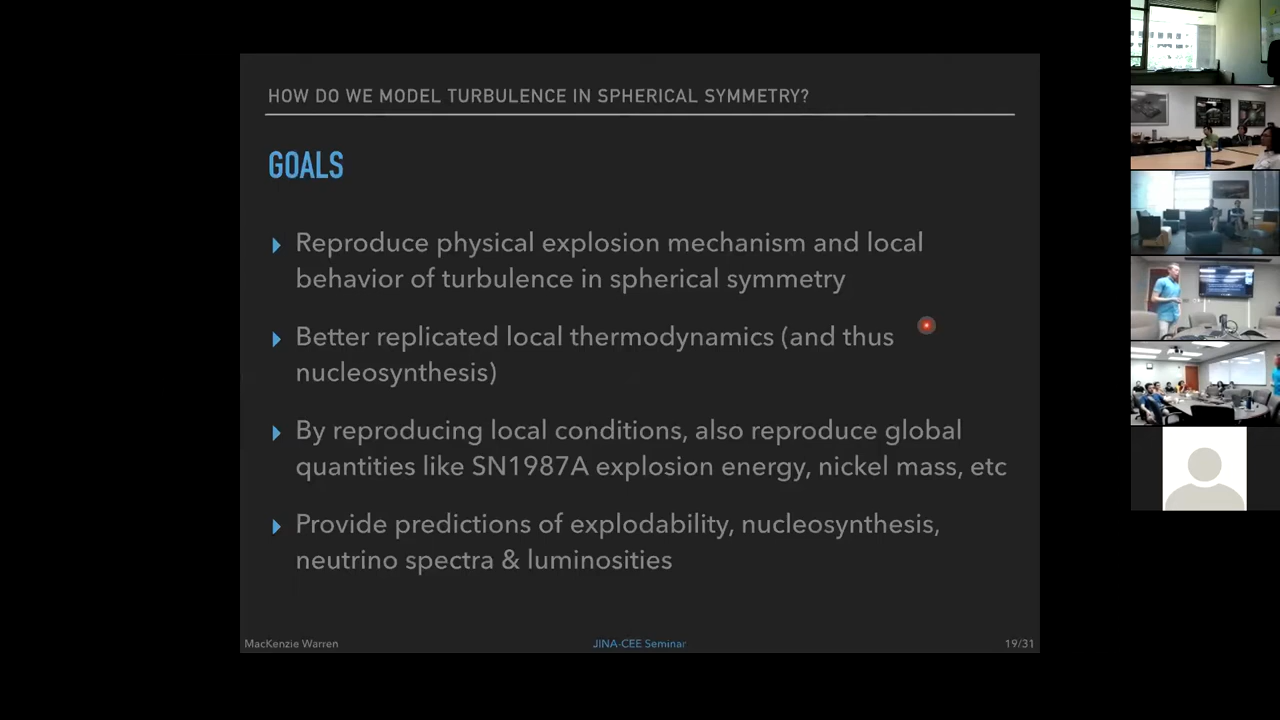 HOW DO WE MODEL TURBULENCE IN SPHERICAL SYMMETRY?
GOALS
Reproduce physical explosion mechanism and local
behavior of turbulence in spherical symmetry
Better replicated local thermodynamics (and thus
nucleosynthesis)
By reproducing local conditions, also reproduce global
quantities like SN1987A explosion energy, nickel mass, etc
Provide predictions of explodability, nucleosynthesis,
neutrino spectra & luminosities
MacKenzie Warren
JINA-CEE Seminar
19/31